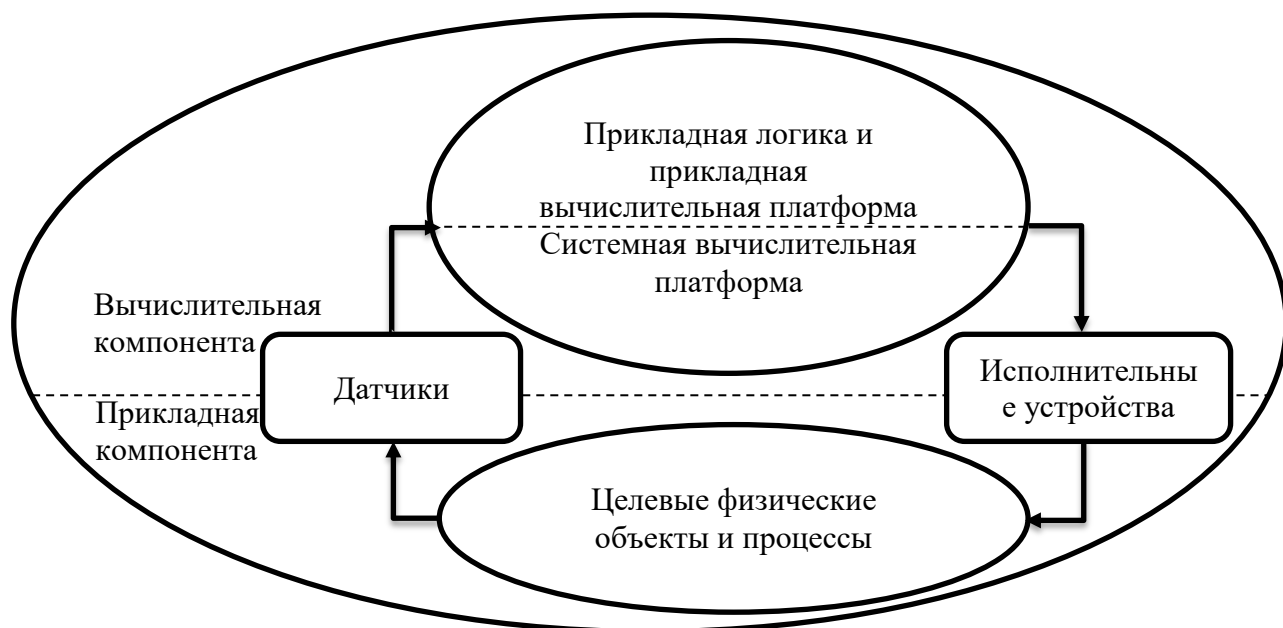 Прикладная логика и
прикладная
вычислительная платформа
Системная вычислительная
платформа
Вычислительная
компонента
Датчики
Исполнительны
е устройства
Прикладная
компонента
Целевые физические
объекты и процессы